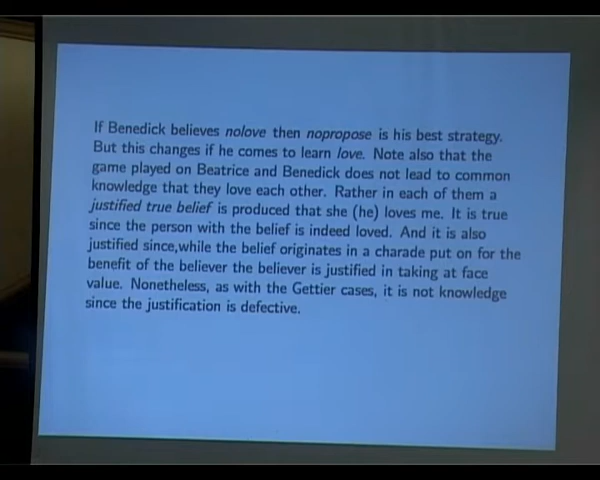 If Benedick believes nolove then nopropose is his best strategy.
But this changes if he comes to learn love. Note also that the
game played on Beatrice and Benedick does not lead to common
knowledge that they love each other. Rather in each of them a
justified true belief is produced that she (he) loves me. It is true
since the person with the belief is indeed loved. And it is also
justified since,while the belief originates in a charade put on for the
benefit of the believer the believer is justified in taking at face
value. Nonetheless, as with the Gettier cases, it is not knowledge
since the justification is defective.